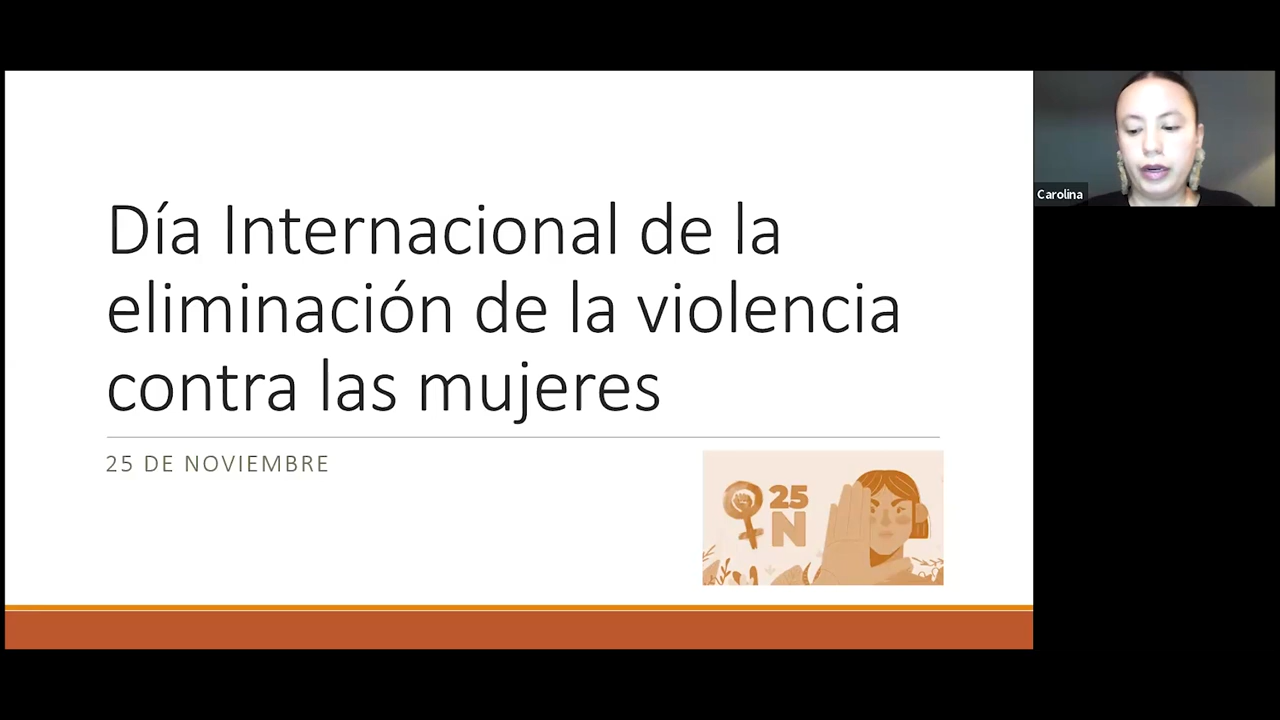 Día Internacional de la
eliminación de la violencia
contra las mujeres
25 DE NOVIEMBRE
25
N
Carolina